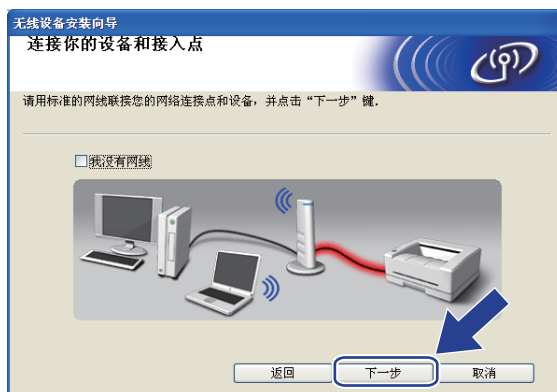 无线设备安装向导
连接你的设备和接入点
请用标准的网线联接您的网络连接点和设备，并点击“下一步”键.
我没有网线
返回
下一步
取消